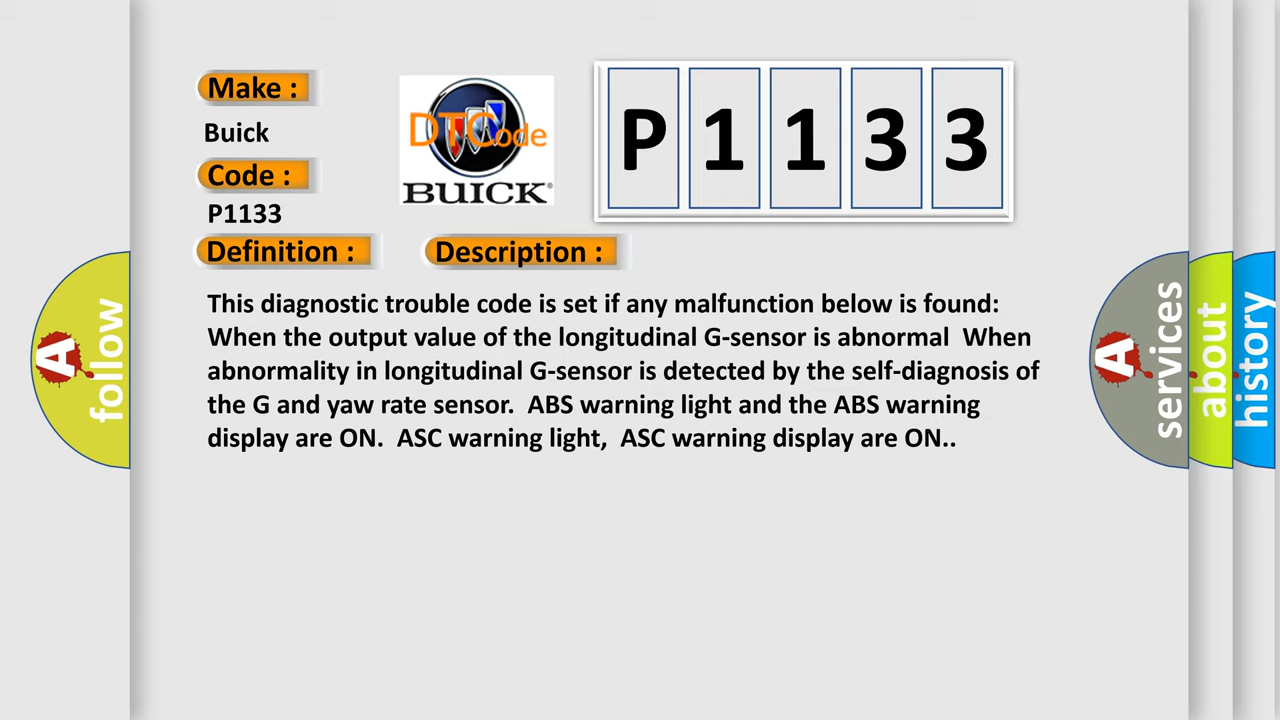 Make :
Buick
Code :
P1133
Definition :
Description :
DTCode
BUICK®
P 1 1 3 3
This diagnostic trouble code is set if any malfunction below is found:
When the output value of the longitudinal G-sensor is abnormal When
abnormality in longitudinal G-sensor is detected by the self-diagnosis of
the G and yaw rate sensor. ABS warning light and the ABS warning
display are ON. ASC warning light, ASC warning display are ON..
A follow
A services
about
history